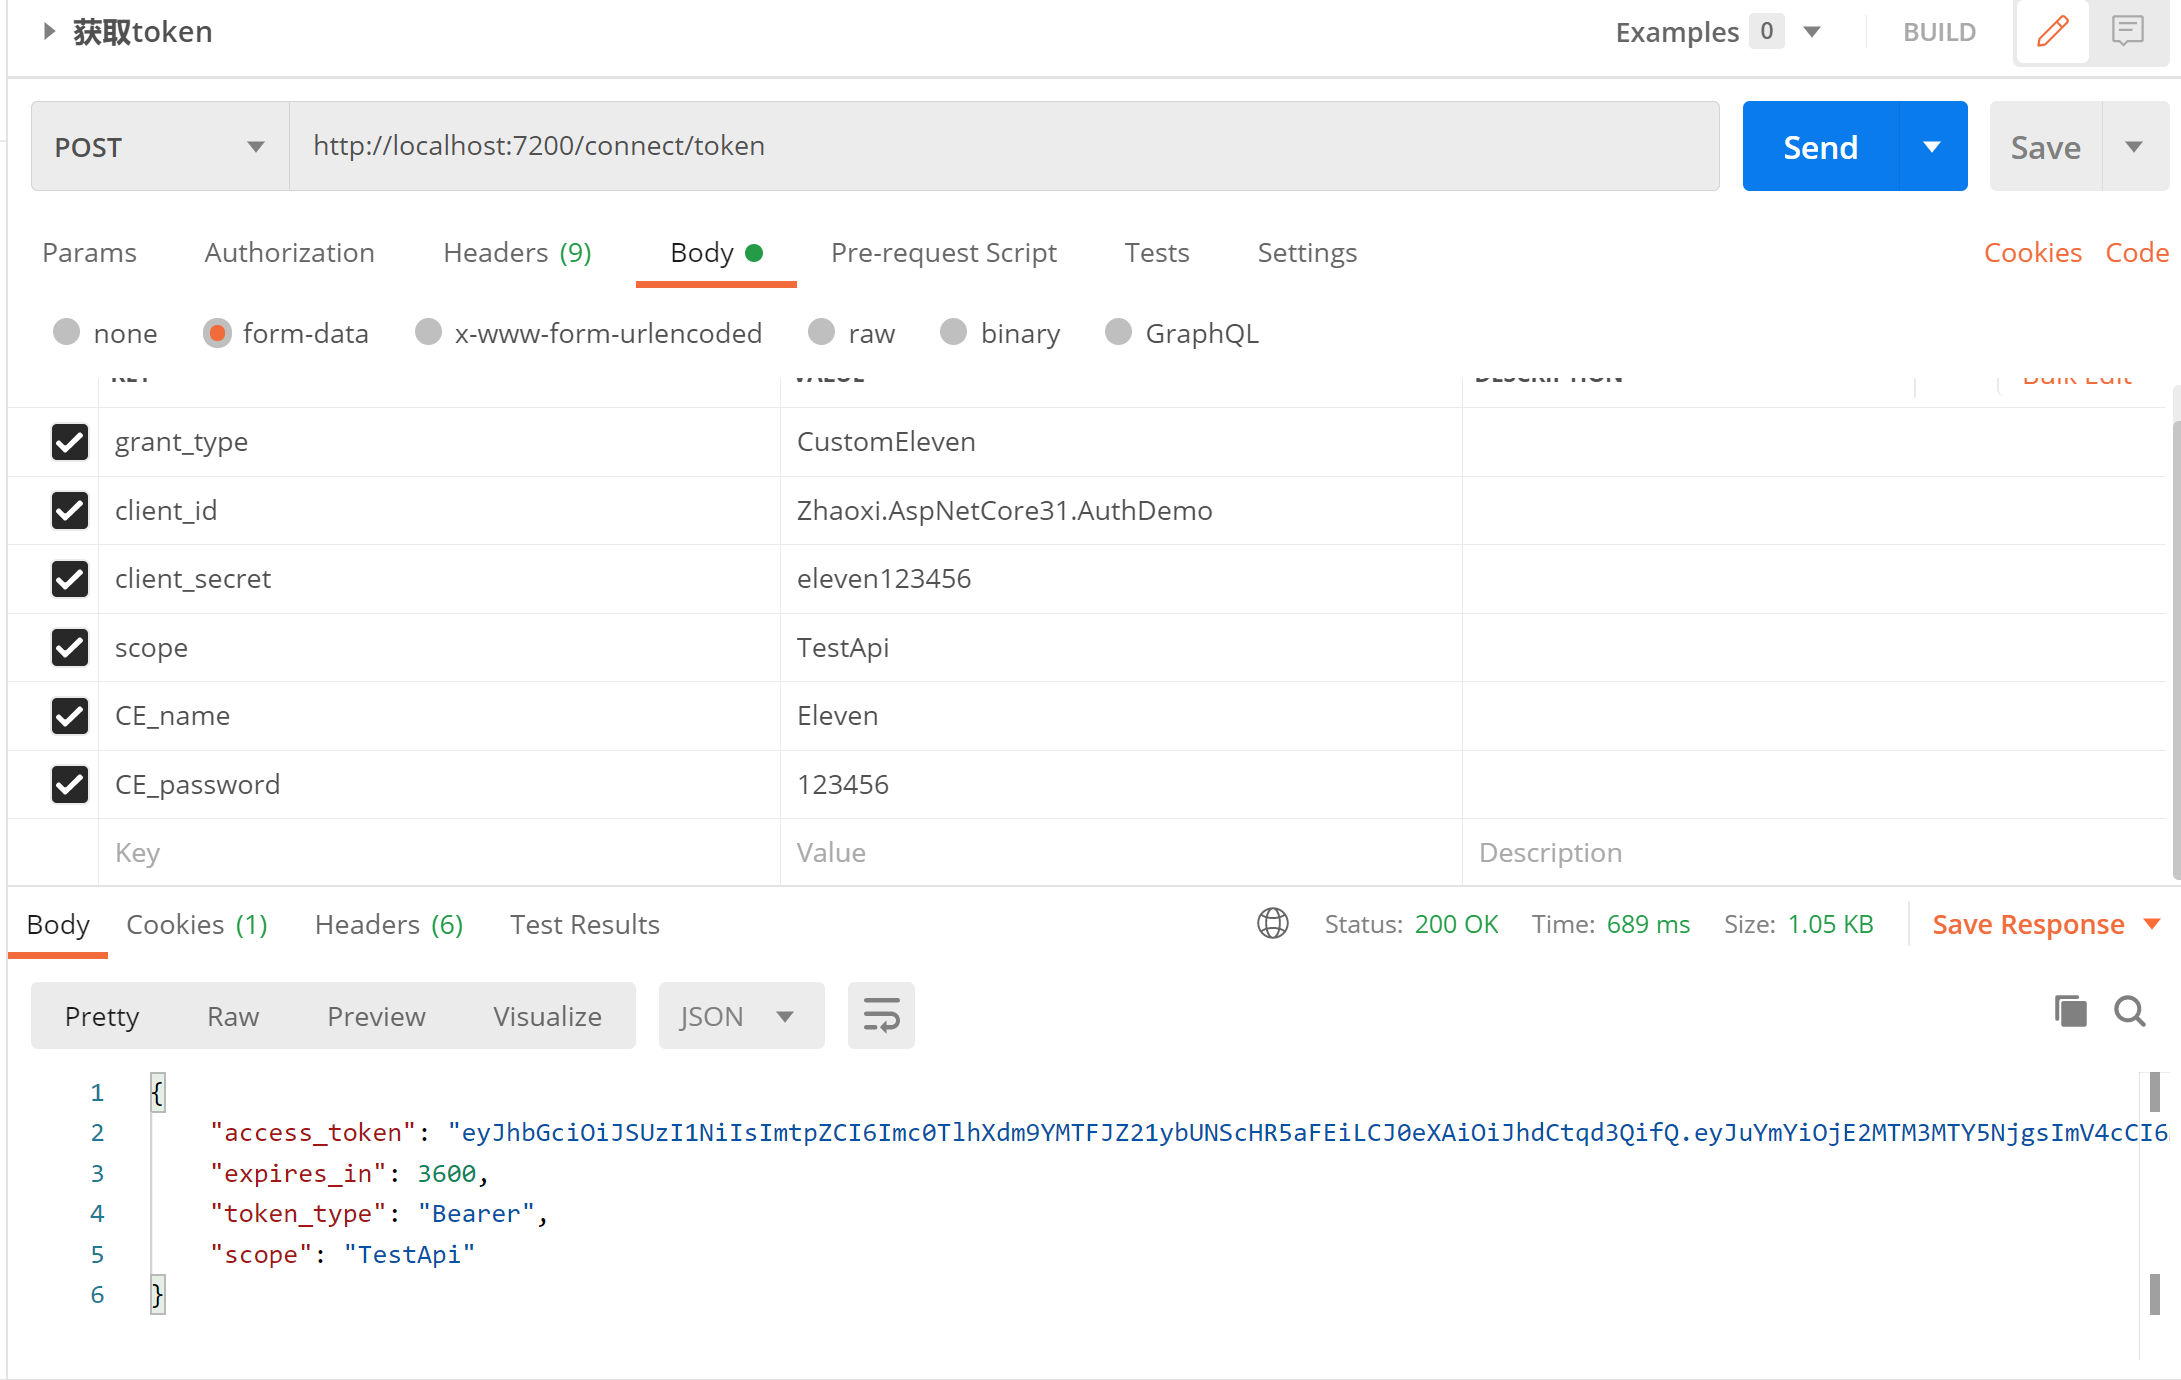 获取token
Examples 0
BUILD
POST
http://localhost:7200/connect/token
Send
Save
Params Authorization Headers (9) Body Pre-request Script Tests Settings Cookies Code
none form-data x-www-form-urlencoded raw binary GraphQL
KEY VALUE DESCRIPTION Bulk Edit
grant_type CustomEleven
client_id Zhaoxi.AspNetCore31.AuthDemo
client_secret eleven123456
scope TestApi
CE_name Eleven
CE_password 123456
Key Value Description
Body Cookies (1) Headers (6) Test Results Status: 200 OK Time: 689 ms Size: 1.05 KB Save Response
Pretty Raw Preview Visualize JSON
1 {
2 "access_token": "eyJhbGciOiJSUzI1NiIsImtpZCI6Imc0TlhXdm9YMTFJZ21ybUNScHR5aFEiLCJ0eXAiOiJhdCtqd3QifQ.eyJuYmYiOjE2MTM3MTY5NjgsImV4cCI6
3 "expires_in": 3600,
4 "token_type": "Bearer",
5 "scope": "TestApi"
6 }